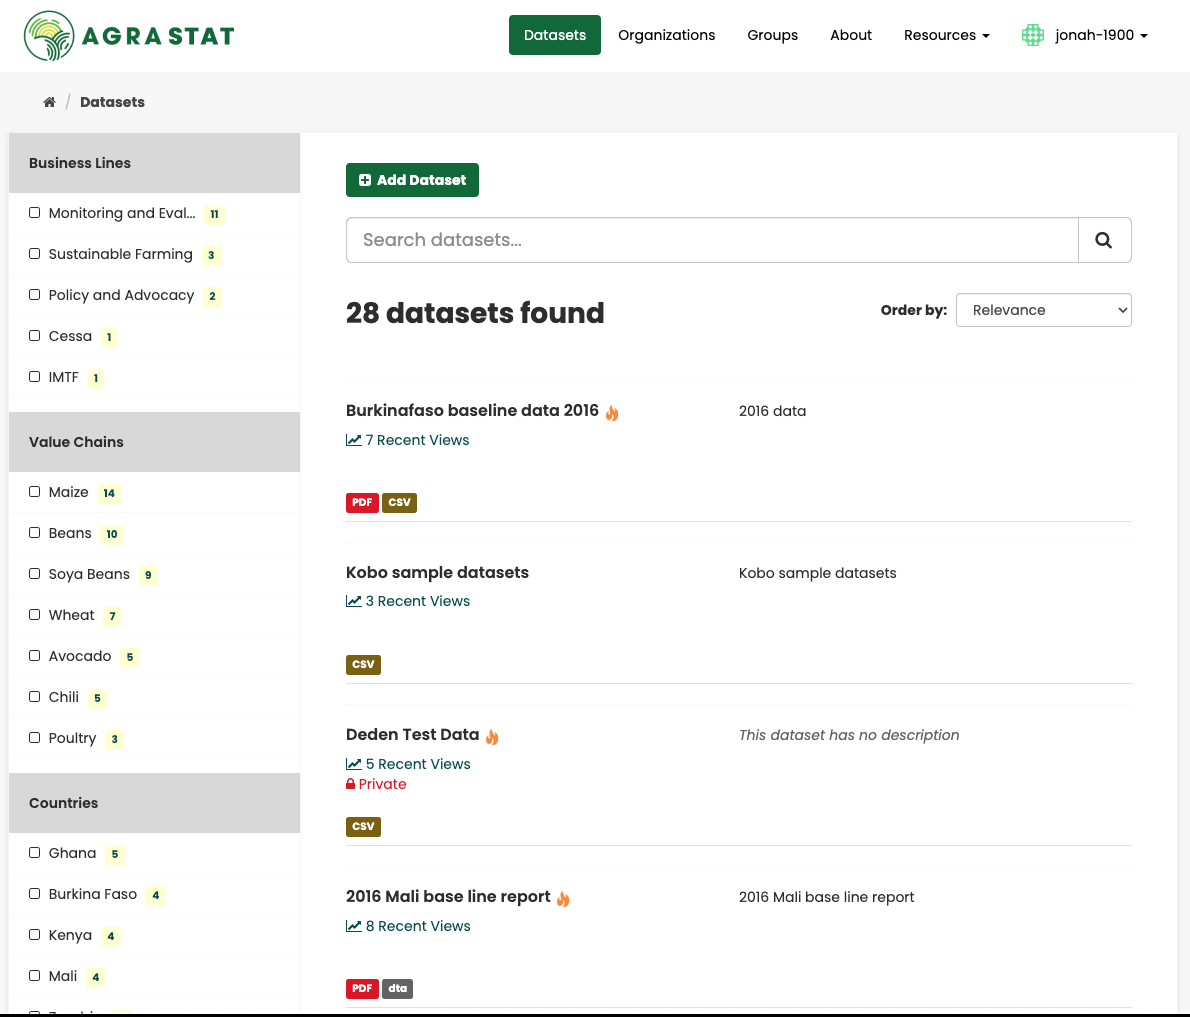 AGRA STAT
Datasets
Organizations
Groups
About
Resources
jonah-1900
/ Datasets
Business Lines
Monitoring and Eval... 11
Sustainable Farming 3
Policy and Advocacy 2
Cessa 1
IMTF 1
Value Chains
Maize 14
Beans 10
Soya Beans 9
Wheat 7
Avocado 5
Chili 5
Poultry 3
Countries
Ghana 5
Burkina Faso 4
Kenya 4
Mali 4
Add Dataset
Search datasets...
28 datasets found
Order by: Relevance
Burkinafaso baseline data 2016
2016 data
7 Recent Views
PDF CSV
Kobo sample datasets
Kobo sample datasets
3 Recent Views
CSV
Deden Test Data
This dataset has no description
5 Recent Views
Private
CSV
2016 Mali base line report
2016 Mali base line report
8 Recent Views
PDF dta